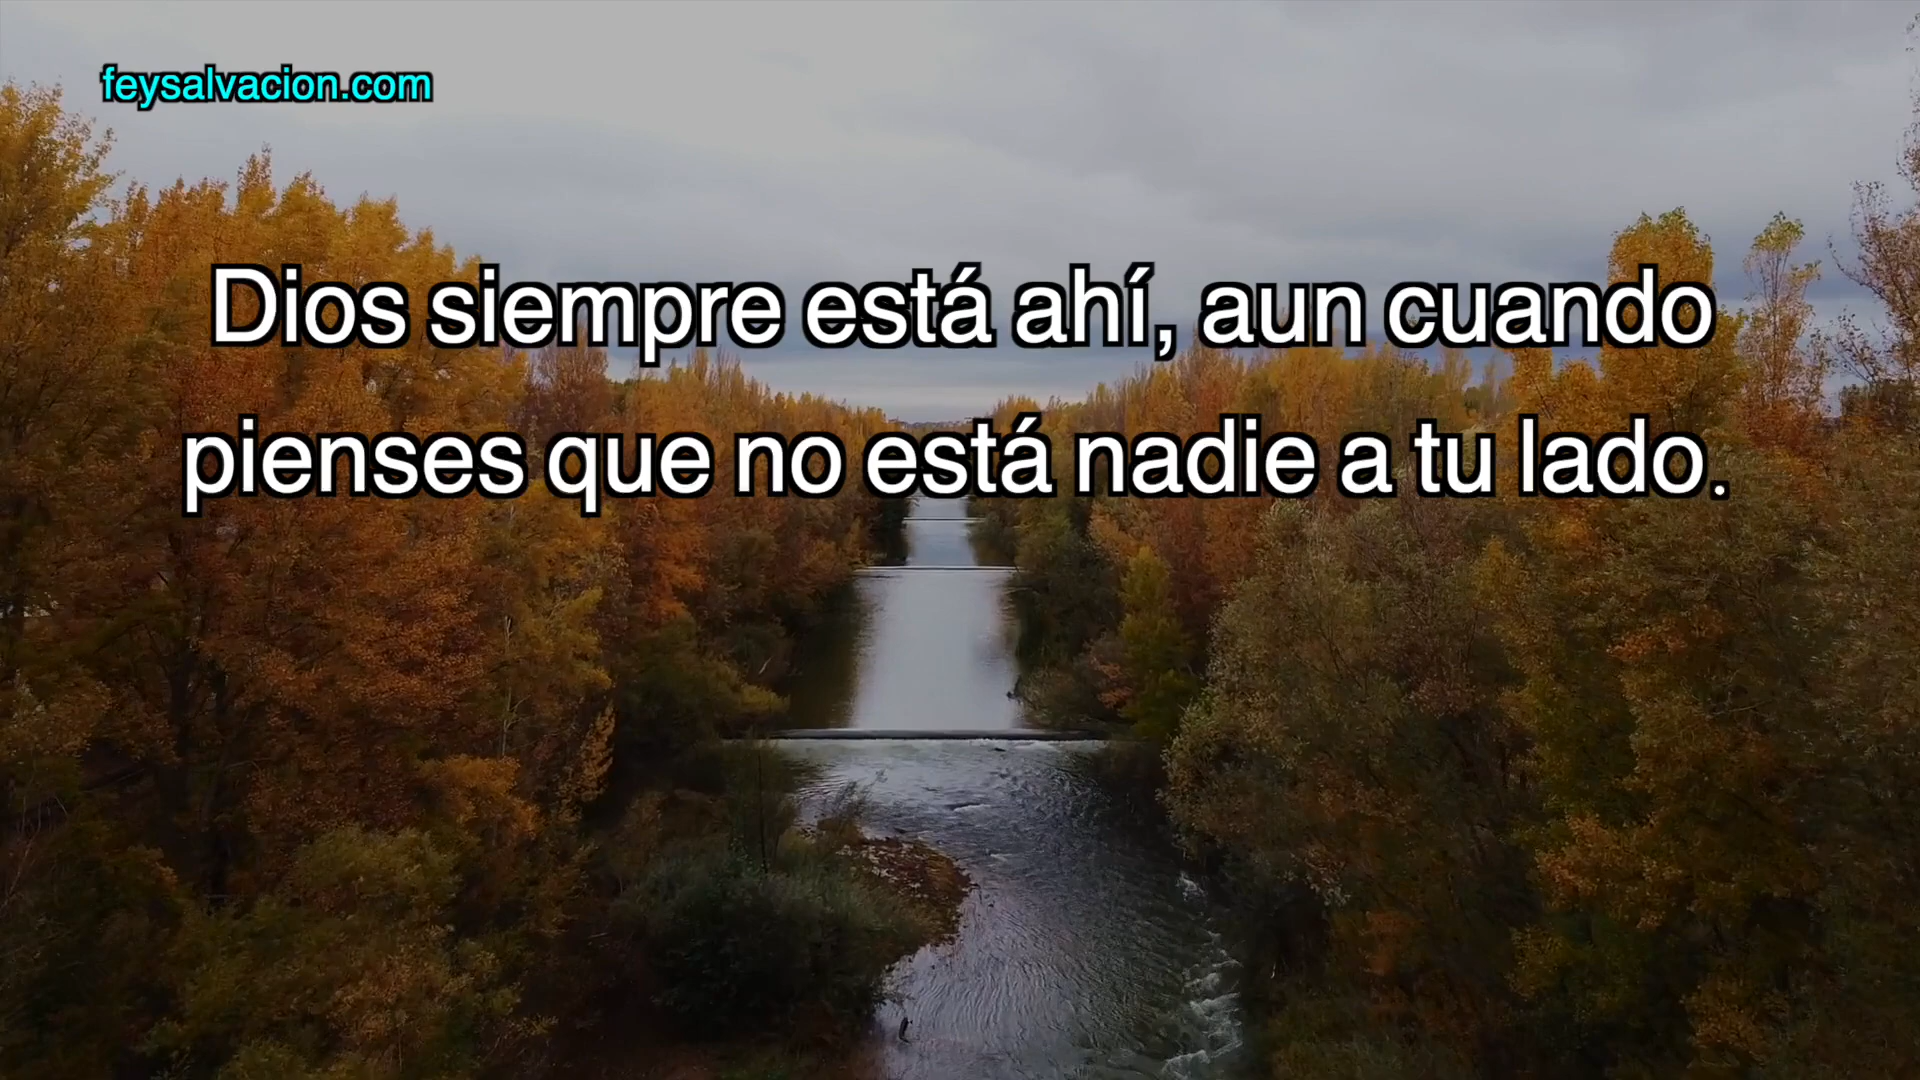 feysalvacion.com
Dios siempre está ahí, aun cuando
pienses que no está nadie a tu lado.